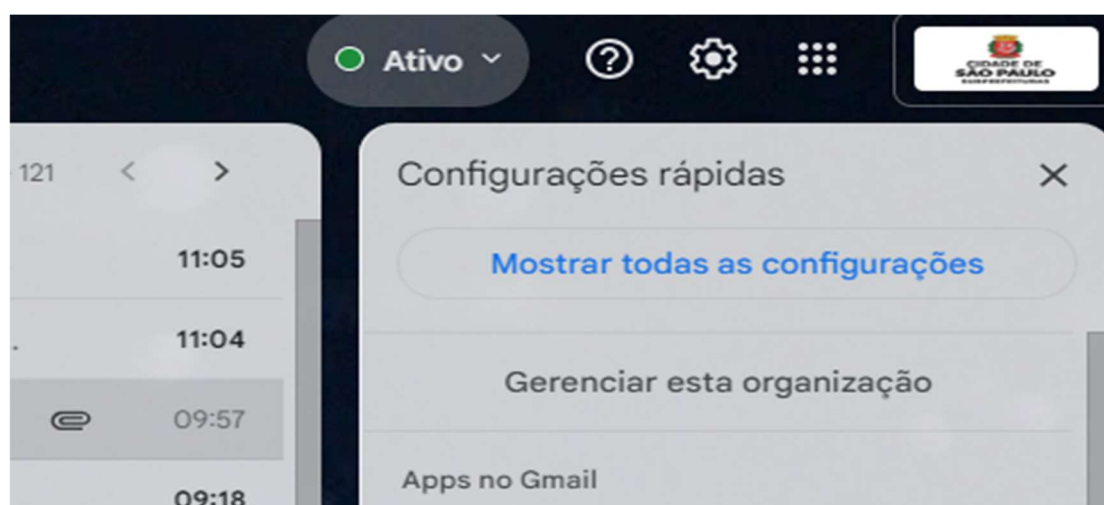 Ativo
CIDADE DE
SÃO PAULO
SUBPREFEITURAS
121
Configurações rápidas
11:05
Mostrar todas as configurações
11:04
.
Gerenciar esta organização
09:57
Apps no Gmail
09:18